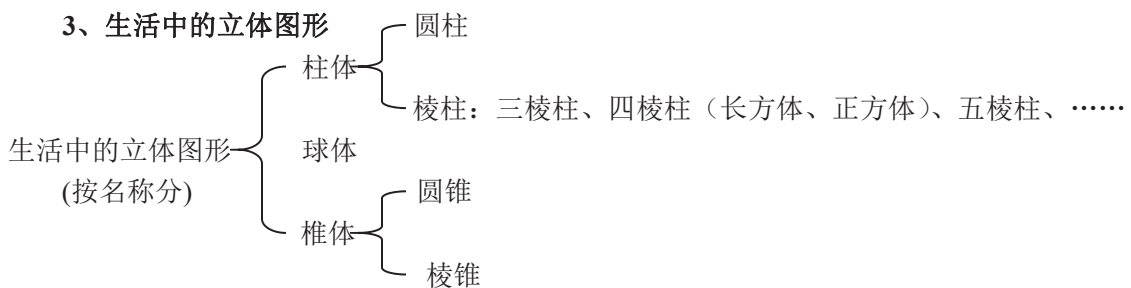 3、生活中的立体图形
圆柱
柱体
棱柱：三棱柱、四棱柱（长方体、正方体）、五棱柱、……
生活中的立体图形
球体
(按名称分)
圆锥
椎体
棱锥